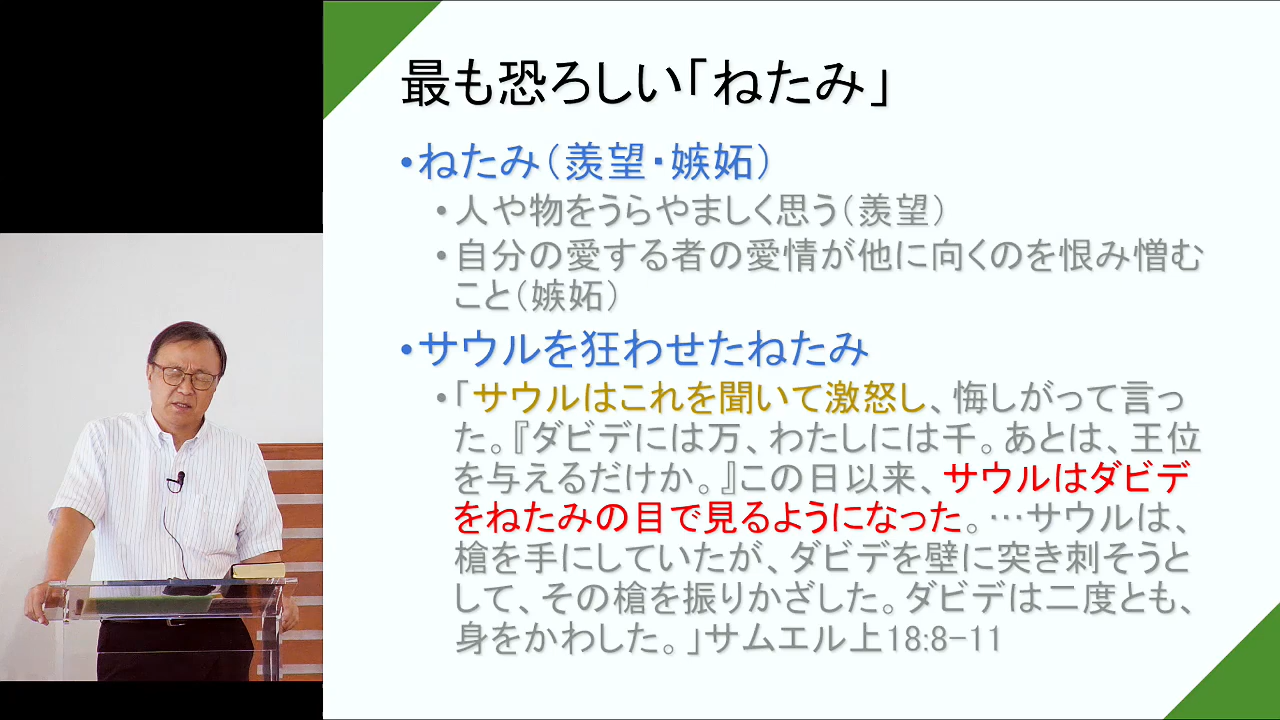 最も恐ろしい「ねたみ」
•ねたみ(羨望・嫉妬)
•人や物をうらやましく思う(羨望)
•自分の愛する者の愛情が他に向くのを恨み憎む
こと(嫉妬)
•サウルを狂わせたねたみ
•「サウルはこれを聞いて激怒し、悔しがって言っ
た。『ダビデには万、わたしには千。あとは、王位
を与えるだけか。』この日以来、サウルはダビデ
をねたみの目で見るようになった。…サウルは、
槍を手にしていたが、ダビデを壁に突き刺そうと
して、その槍を振りかざした。ダビデは二度とも、
身をかわした。」サムエル上18:8-11